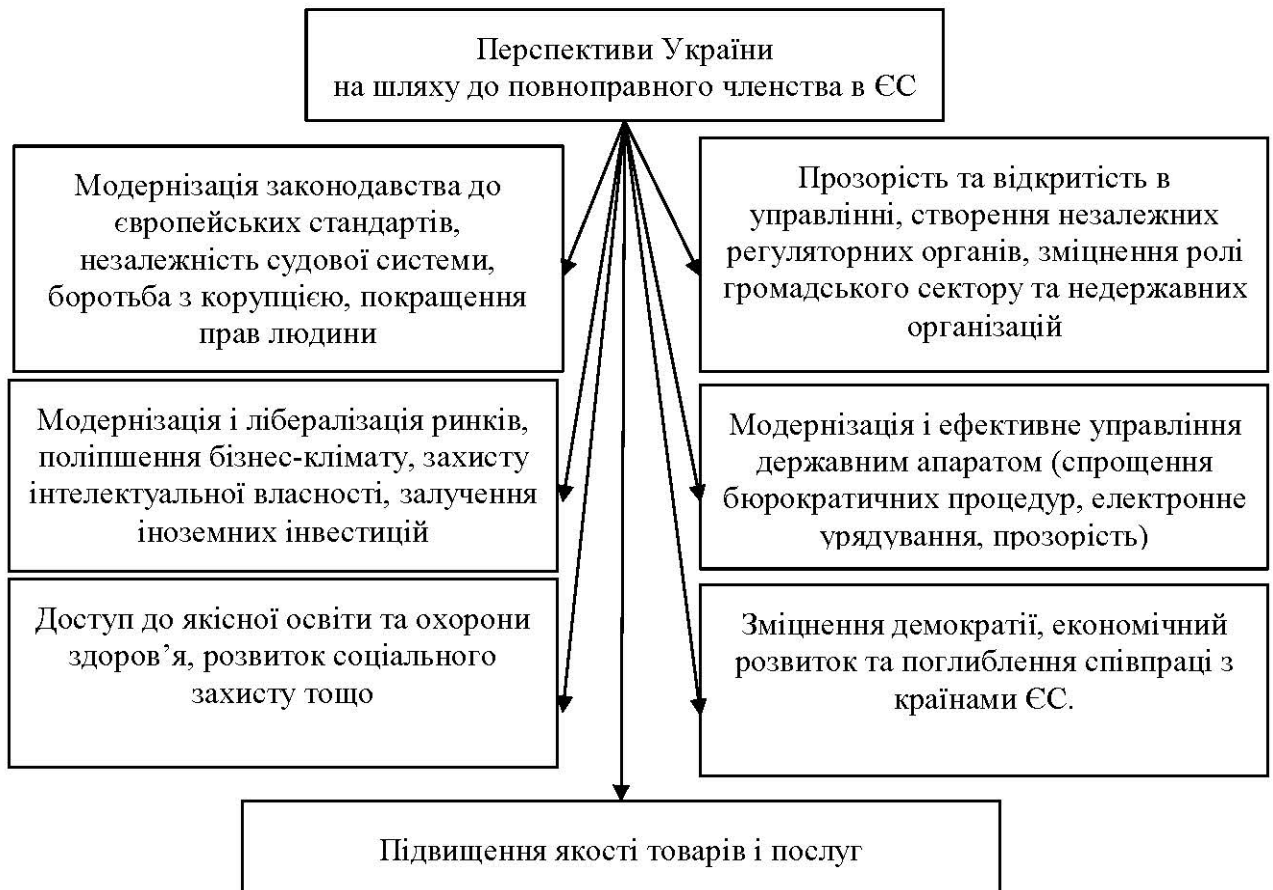 Перспективи України
на шляху до повноправного членства в ЄС
Модернізація законодавства до
європейських стандартів,
незалежність судової системи,
боротьба з корупцією, покращення
прав людини
Прозорість та відкритість в
управлінні, створення незалежних
регуляторних органів, зміцнення ролі
громадського сектору та недержавних
організацій
Модернізація і лібералізація ринків,
поліпшення бізнес-клімату, захисту
інтелектуальної власності, залучення
іноземних інвестицій
Модернізація і ефективне управління
державним апаратом (спрощення
бюрократичних процедур, електронне
урядування, прозорість)
Доступ до якісної освіти та охорони
здоров’я, розвиток соціального
захисту тощо
Зміцнення демократії, економічний
розвиток та поглиблення співпраці з
країнами ЄС.
Підвищення якості товарів і послуг